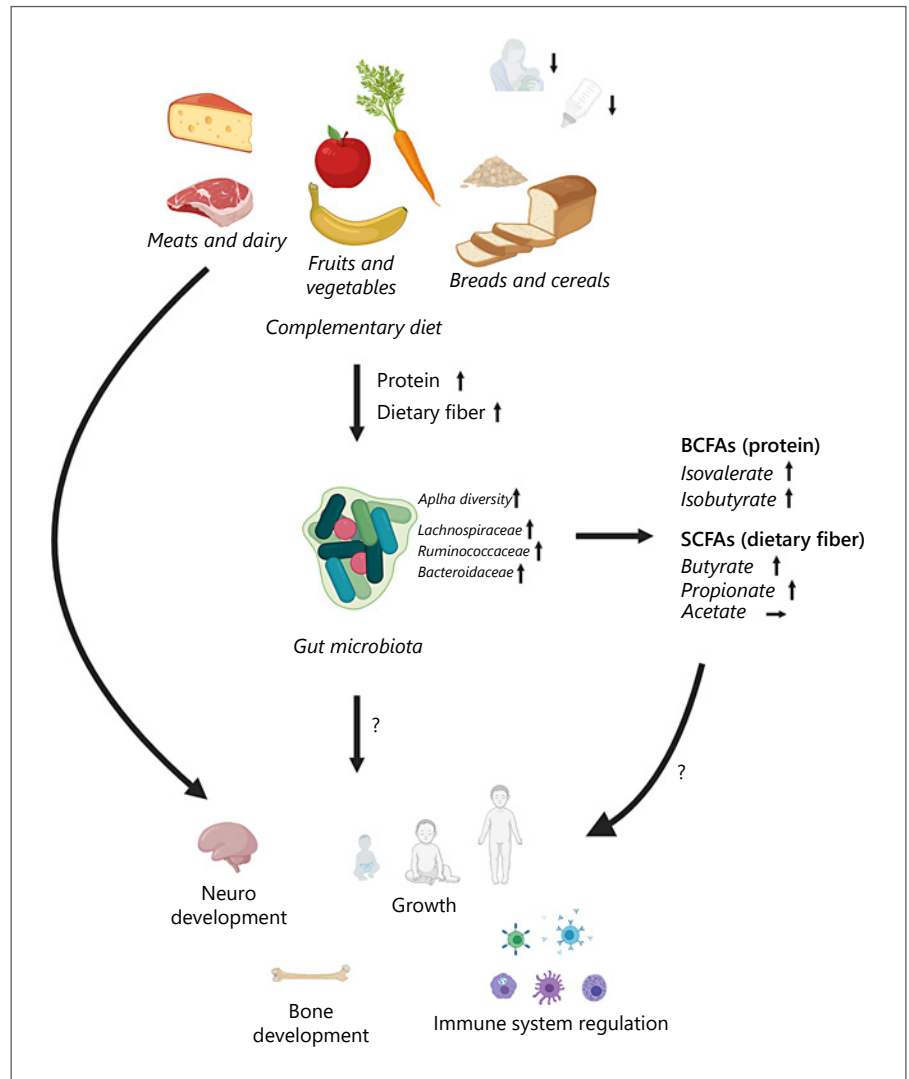 Meats and dairy
Fruits and
vegetables
Breads and cereals
Complementary diet
Protein ↑
Dietary fiber ↑
Aplha diversity ↑
Lachnospiraceae ↑
Ruminococcaceae ↑
Bacteroidaceae ↑
Gut microbiota
BCFAs (protein)
Isovalerate ↑
Isobutyrate ↑
SCFAs (dietary fiber)
Butyrate ↑
Propionate ↑
Acetate →
?
?
Neuro
development
Growth
Bone
development
Immune system regulation